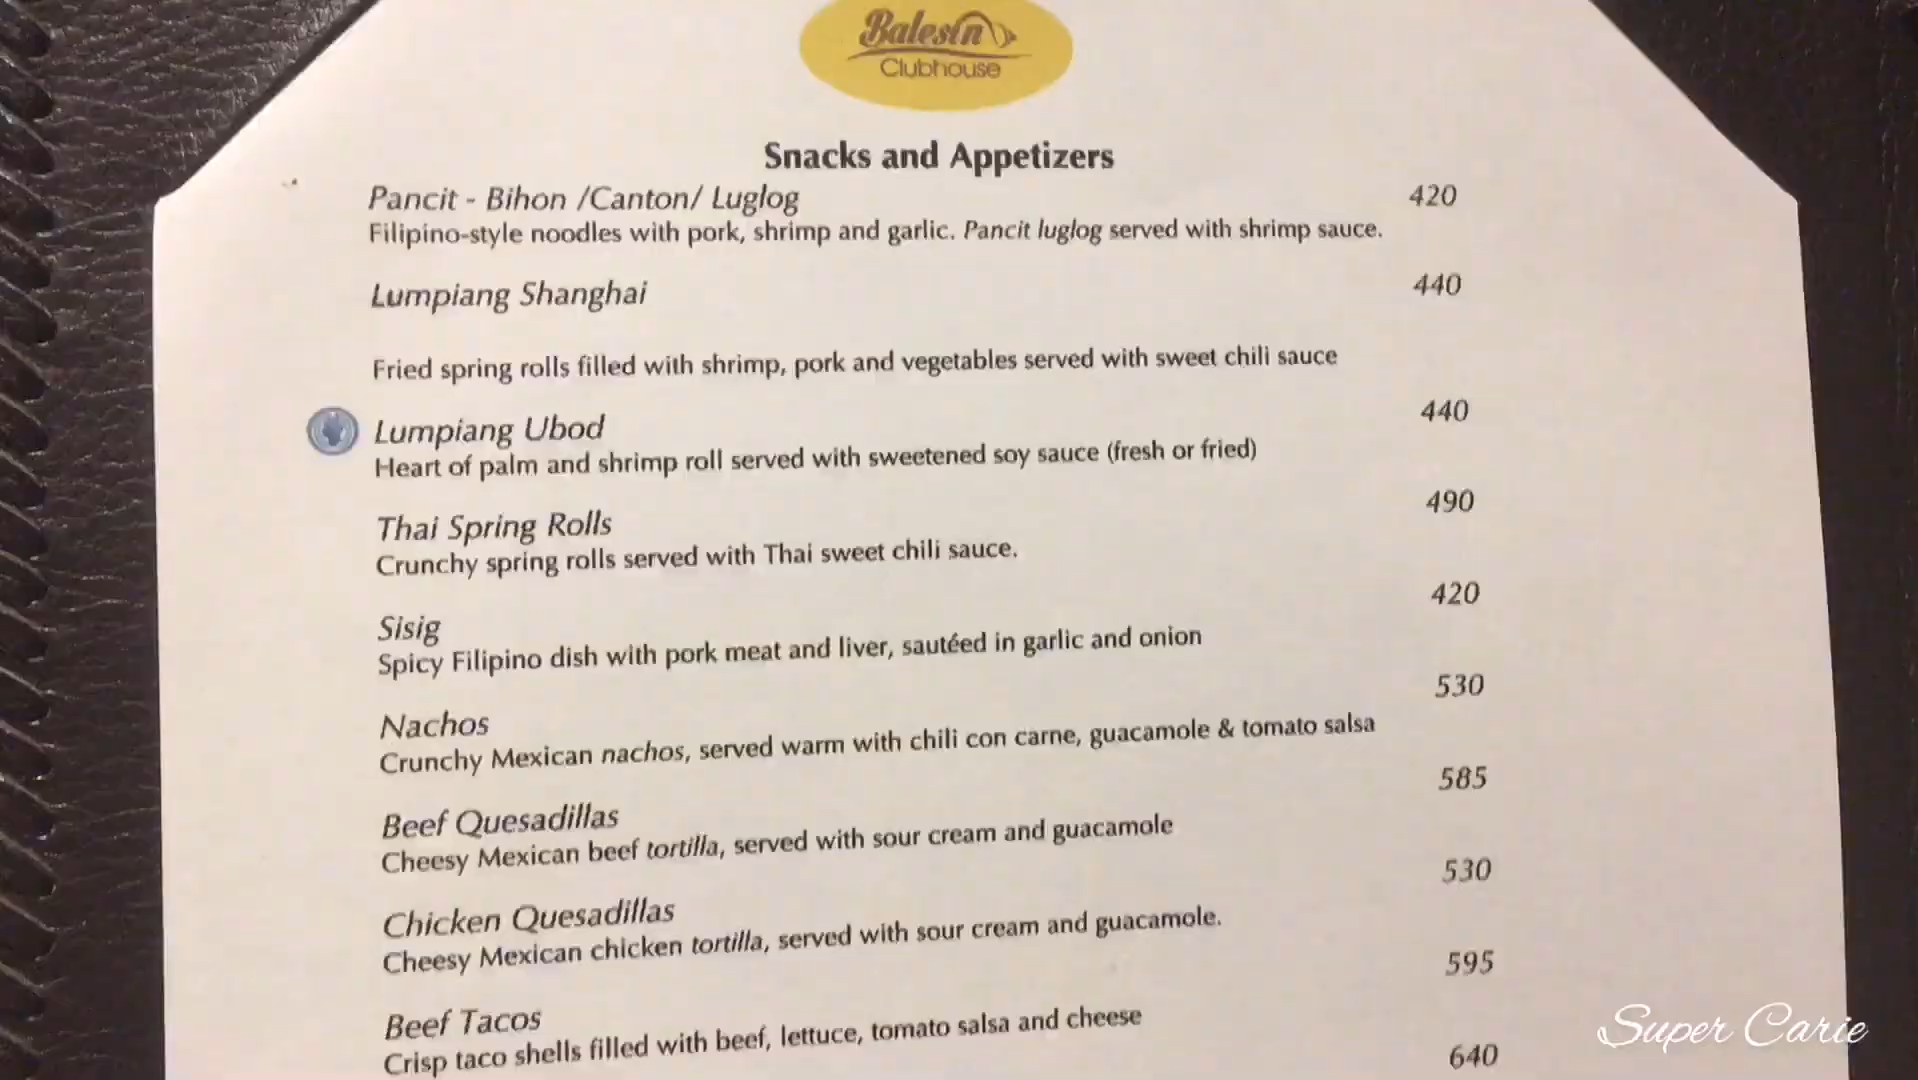 Balesin
Clubhouse
Snacks and Appetizers
Pancit - Bihon /Canton/ Luglog 420
Filipino-style noodles with pork, shrimp and garlic. Pancit luglog served with shrimp sauce.
Lumpiang Shanghai 440
Fried spring rolls filled with shrimp, pork and vegetables served with sweet chili sauce
Lumpiang Ubod 440
Heart of palm and shrimp roll served with sweetened soy sauce (fresh or fried)
Thai Spring Rolls 490
Crunchy spring rolls served with Thai sweet chili sauce.
Sisig 420
Spicy Filipino dish with pork meat and liver, sautéed in garlic and onion
Nachos 530
Crunchy Mexican nachos, served warm with chili con carne, guacamole & tomato salsa
Beef Quesadillas 585
Cheesy Mexican beef tortilla, served with sour cream and guacamole
Chicken Quesadillas 530
Cheesy Mexican chicken tortilla, served with sour cream and guacamole.
Beef Tacos 595
Crisp taco shells filled with beef, lettuce, tomato salsa and cheese
640
Super Carie